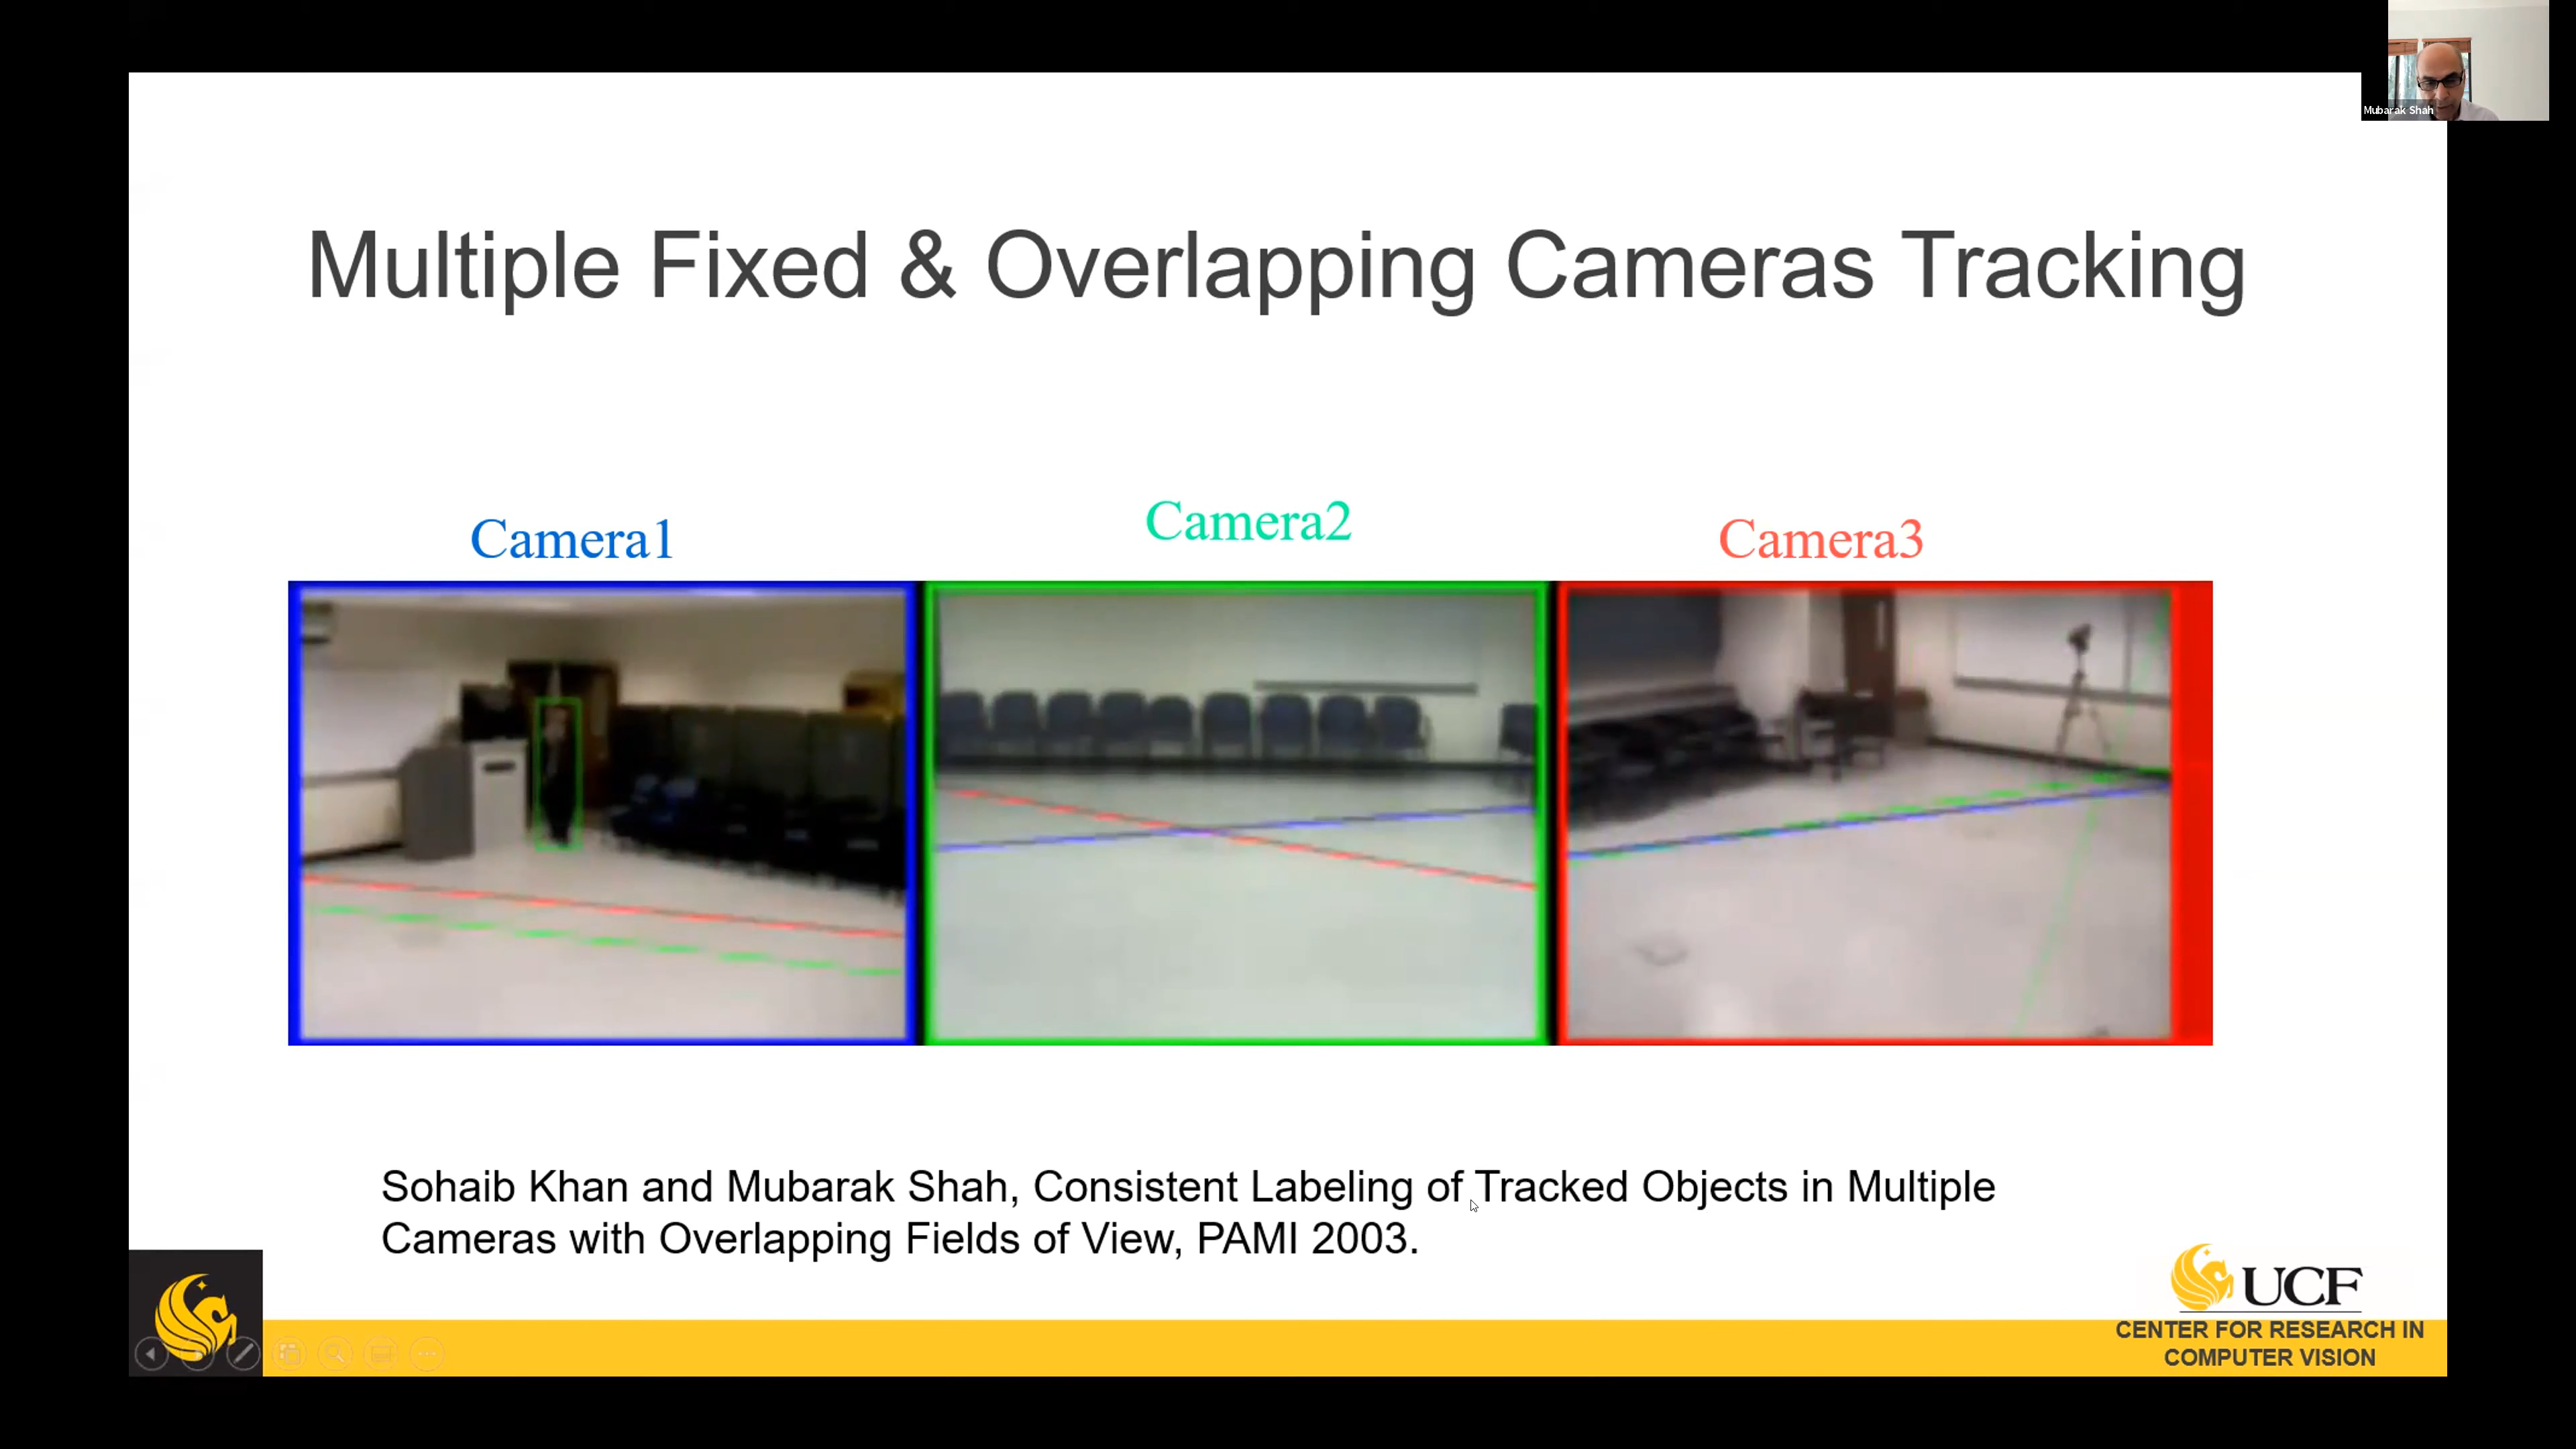 Mubarak Shah
Multiple Fixed & Overlapping Cameras Tracking
Camera1
Camera2
Camera3
Sohaib Khan and Mubarak Shah, Consistent Labeling of Tracked Objects in Multiple
Cameras with Overlapping Fields of View, PAMI 2003.
UCF
CENTER FOR RESEARCH IN
COMPUTER VISION